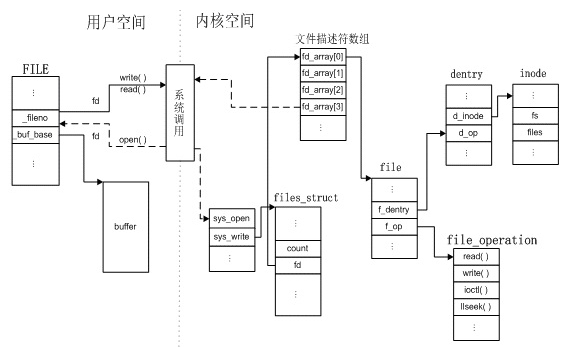 用户空间
内核空间
文件描述符数组
FILE
⋮
_fileno
_buf_base
⋮
fd
write( )
read( )
fd
open( )
系统调用
buffer
fd_array[0]
fd_array[1]
fd_array[2]
fd_array[3]
⋮
sys_open
sys_write
⋮
files_struct
⋮
count
fd
⋮
file
⋮
f_dentry
f_op
⋮
dentry
⋮
d_inode
d_op
⋮
inode
⋮
fs
files
⋮
file_operation
read( )
write( )
ioctl( )
llseek( )
⋮